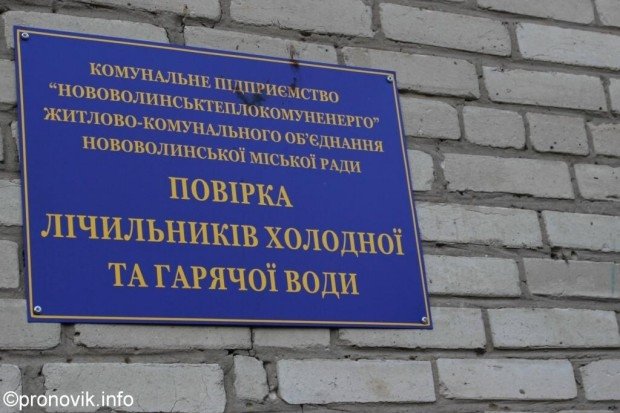 КОМУНАЛЬНЕ ПІДПРИЄМСТВО
“НОВОВОЛИНСЬКТЕПЛОКОМУНЕНЕРГО”
ЖИТЛОВО-КОМУНАЛЬНОГО ОБ’ЄДНАННЯ
НОВОВОЛИНСЬКОЇ МІСЬКОЇ РАДИ
ПОВІРКА
ЛІЧИЛЬНИКІВ ХОЛОДНОЇ
ТА ГАРЯЧОЇ ВОДИ
©pronovik.info